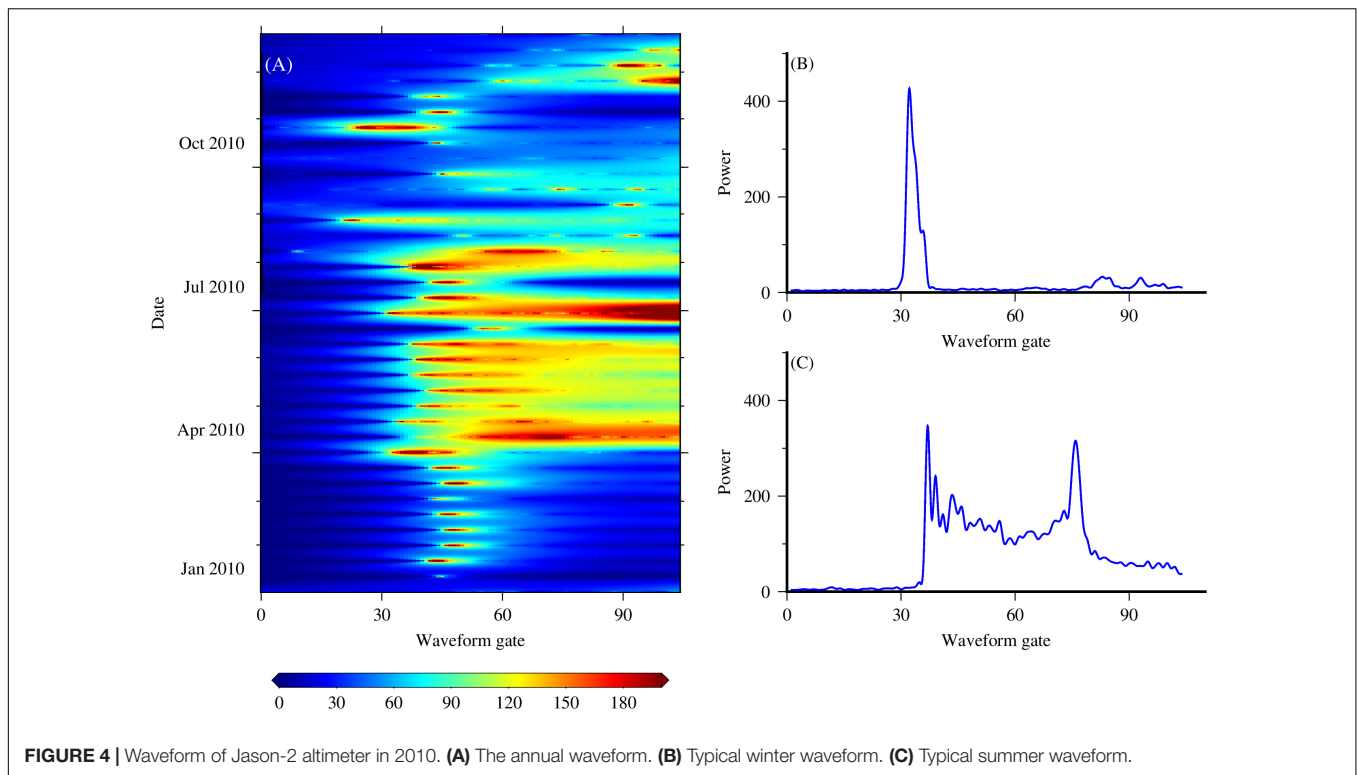 (A)
Oct 2010
Jul 2010
Apr 2010
Jan 2010
Date
0 30 60 90
Waveform gate
0 30 60 90 120 150 180
(B)
400
200
0
Power
0 30 60 90
Waveform gate
(C)
400
200
0
Power
0 30 60 90
Waveform gate
FIGURE 4 | Waveform of Jason-2 altimeter in 2010. (A) The annual waveform. (B) Typical winter waveform. (C) Typical summer waveform.